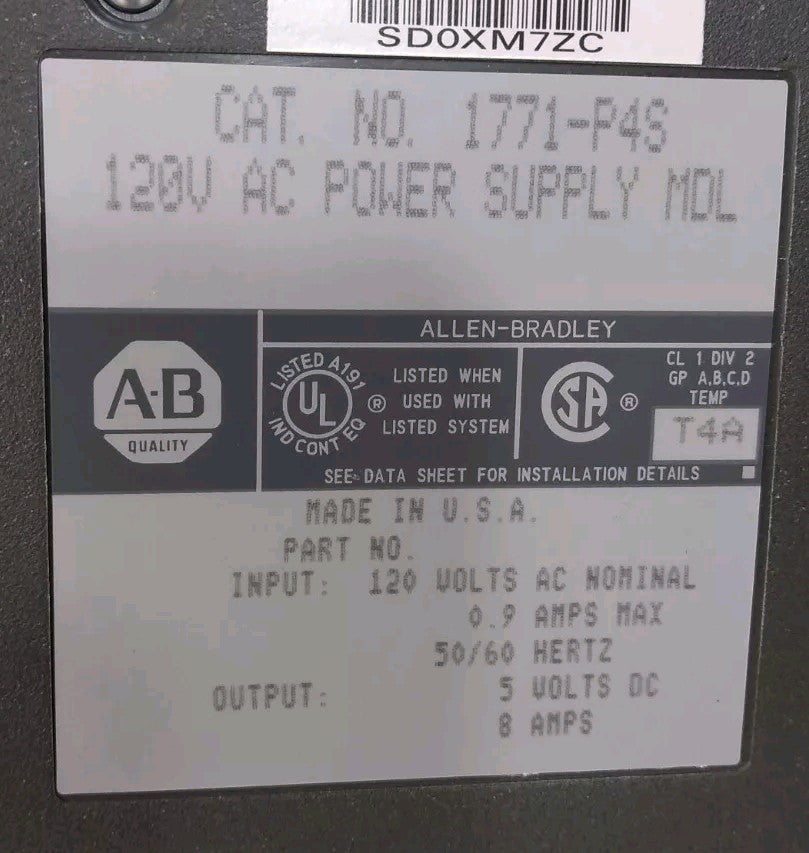 SD0XM7ZC
CAT. NO. 1771-P4S
120V AC POWER SUPPLY MDL
ALLEN-BRADLEY
A-B
QUALITY
LISTED A191
UL
IND CONT EQ
®
LISTED WHEN
USED WITH
LISTED SYSTEM
SA
®
CL 1 DIV 2
GP A,B,C,D
TEMP
T4A
SEE DATA SHEET FOR INSTALLATION DETAILS
MADE IN U.S.A.
PART NO.
INPUT: 120 VOLTS AC NOMINAL
0.9 AMPS MAX
50/60 HERTZ
OUTPUT: 5 VOLTS DC
8 AMPS